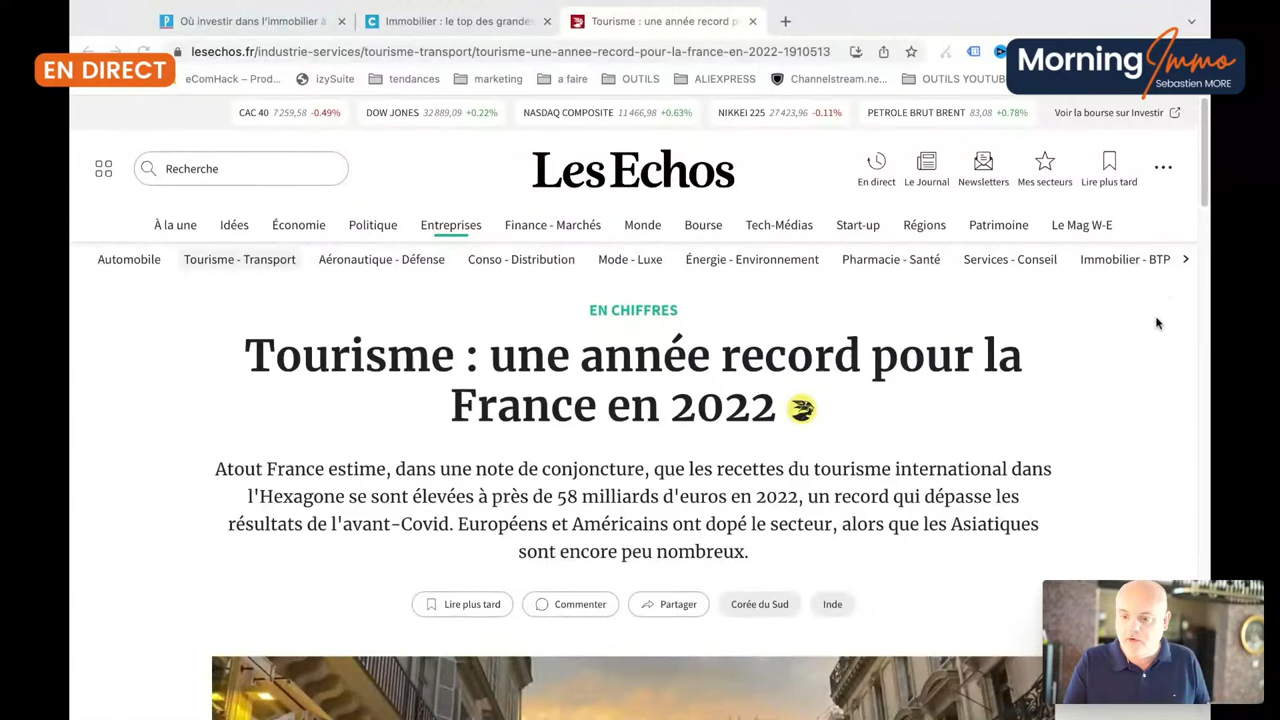 Où investir dans l'immobilier à
Immobilier : le top des grandes
Tourisme : une année record p
lesechos.fr/industrie-services/tourisme-transport/tourisme-une-annee-record-pour-la-france-en-2022-1910513
EN DIRECT
Morning Immo
Sebastien MORE
eComHack – Prod... izySuite tendances marketing a faire OUTILS ALIEXPRESS Channelstream.ne... OUTILS YOUTUB
CAC 40 7 259,58 -0.49% DOW JONES 32 889,09 +0.22% NASDAQ COMPOSITE 11 466,98 +0.63% NIKKEI 225 27 423,96 -0.11% PETROLE BRUT BRENT 83,08 +0.78% Voir la bourse sur Investir
Recherche
Les Echos
En direct Le Journal Newsletters Mes secteurs Lire plus tard
À la une Idées Économie Politique Entreprises Finance - Marchés Monde Bourse Tech-Médias Start-up Régions Patrimoine Le Mag W-E
Automobile Tourisme - Transport Aéronautique - Défense Conso - Distribution Mode - Luxe Énergie - Environnement Pharmacie - Santé Services - Conseil Immobilier - BTP
EN CHIFFRES
Tourisme : une année record pour la
France en 2022
Atout France estime, dans une note de conjoncture, que les recettes du tourisme international dans
l'Hexagone se sont élevées à près de 58 milliards d'euros en 2022, un record qui dépasse les
résultats de l'avant-Covid. Européens et Américains ont dopé le secteur, alors que les Asiatiques
sont encore peu nombreux.
Lire plus tard Commenter Partager Corée du Sud Inde